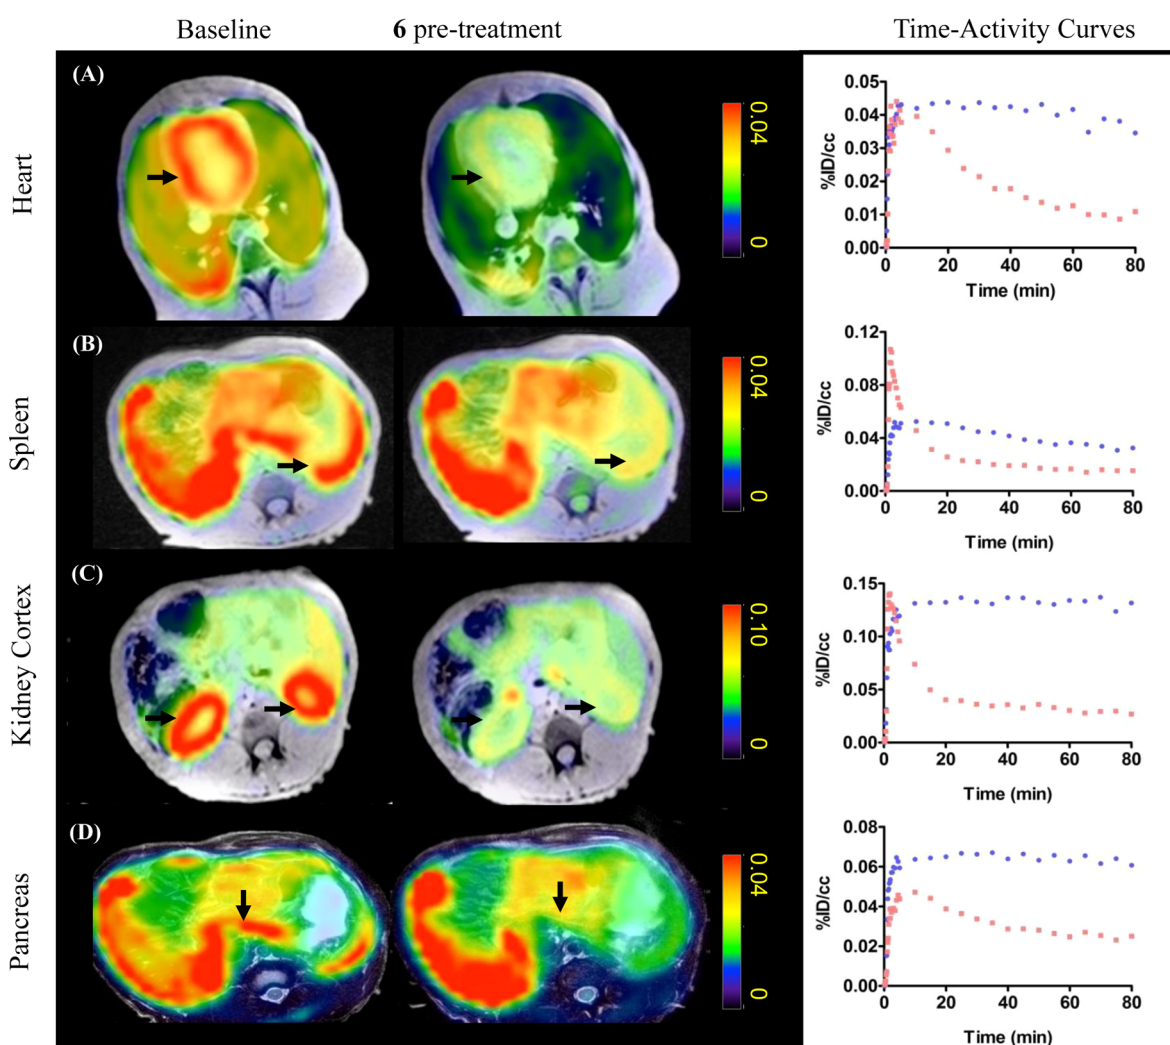 Baseline
6 pre-treatment
Time-Activity Curves
(A)
Heart
0.04
0
%ID/cc
0.05
0.04
0.03
0.02
0.01
0.00
0 20 40 60 80
Time (min)
(B)
Spleen
0.04
0
%ID/cc
0.12
0.08
0.04
0.00
0 20 40 60 80
Time (min)
(C)
Kidney Cortex
0.10
0
%ID/cc
0.15
0.10
0.05
0.00
0 20 40 60 80
Time (min)
(D)
Pancreas
0.04
0
%ID/cc
0.08
0.06
0.04
0.02
0.00
0 20 40 60 80
Time (min)